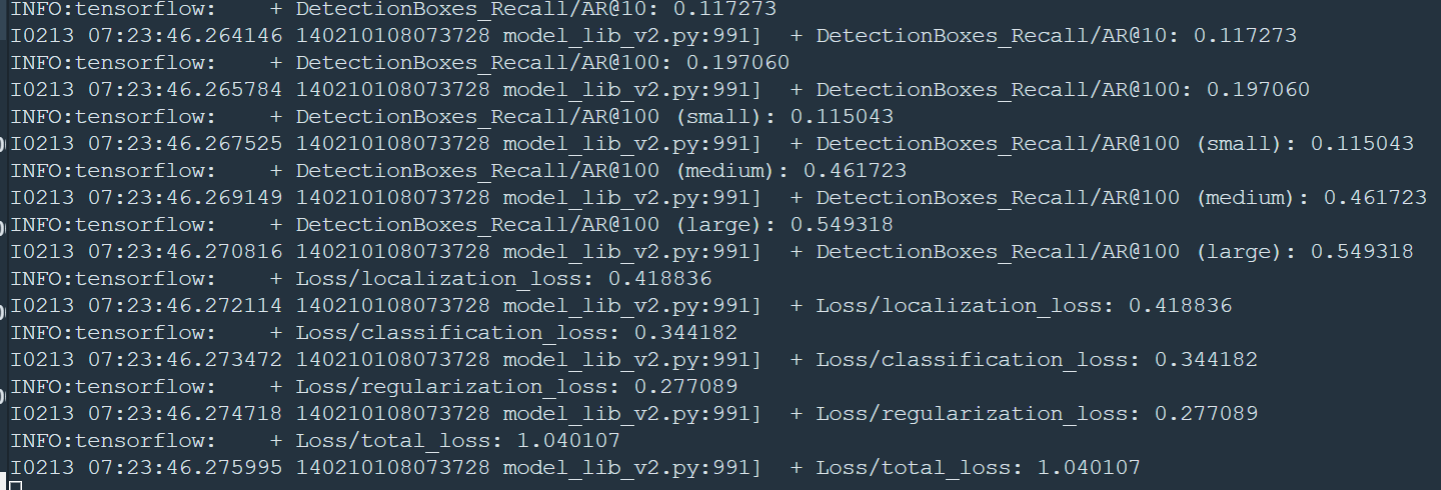 INFO:tensorflow:    + DetectionBoxes_Recall/AR@10: 0.117273
I0213 07:23:46.264146 140210108073728 model_lib_v2.py:991]  + DetectionBoxes_Recall/AR@10: 0.117273
INFO:tensorflow:    + DetectionBoxes_Recall/AR@100: 0.197060
I0213 07:23:46.265784 140210108073728 model_lib_v2.py:991]  + DetectionBoxes_Recall/AR@100: 0.197060
INFO:tensorflow:    + DetectionBoxes_Recall/AR@100 (small): 0.115043
I0213 07:23:46.267525 140210108073728 model_lib_v2.py:991]  + DetectionBoxes_Recall/AR@100 (small): 0.115043
INFO:tensorflow:    + DetectionBoxes_Recall/AR@100 (medium): 0.461723
I0213 07:23:46.269149 140210108073728 model_lib_v2.py:991]  + DetectionBoxes_Recall/AR@100 (medium): 0.461723
INFO:tensorflow:    + DetectionBoxes_Recall/AR@100 (large): 0.549318
I0213 07:23:46.270816 140210108073728 model_lib_v2.py:991]  + DetectionBoxes_Recall/AR@100 (large): 0.549318
INFO:tensorflow:    + Loss/localization_loss: 0.418836
I0213 07:23:46.272114 140210108073728 model_lib_v2.py:991]  + Loss/localization_loss: 0.418836
INFO:tensorflow:    + Loss/classification_loss: 0.344182
I0213 07:23:46.273472 140210108073728 model_lib_v2.py:991]  + Loss/classification_loss: 0.344182
INFO:tensorflow:    + Loss/regularization_loss: 0.277089
I0213 07:23:46.274718 140210108073728 model_lib_v2.py:991]  + Loss/regularization_loss: 0.277089
INFO:tensorflow:    + Loss/total_loss: 1.040107
I0213 07:23:46.275995 140210108073728 model_lib_v2.py:991]  + Loss/total_loss: 1.040107